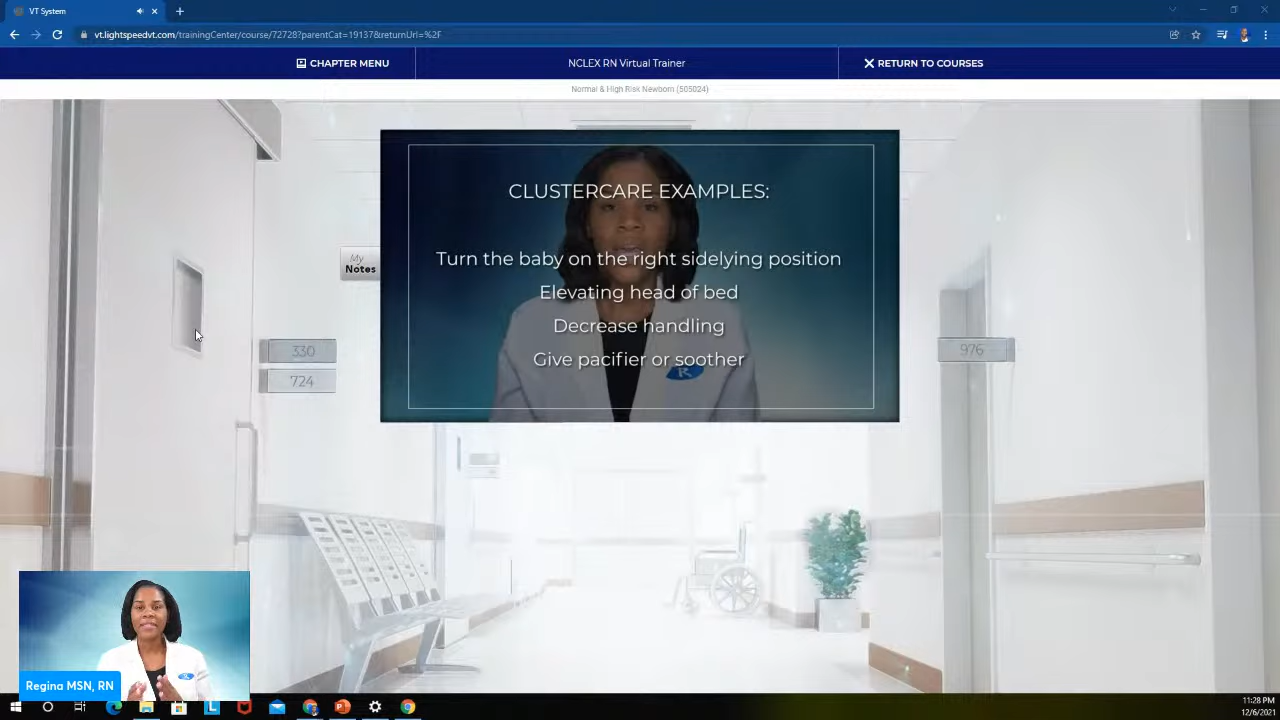 VT System
vt.lightspeedvt.com/trainingCenter/course/72728?parentCat=19137&returnUrl=%2F
CHAPTER MENU
NCLEX RN Virtual Trainer
RETURN TO COURSES
Normal & High Risk Newborn (505024)
CLUSTERCARE EXAMPLES:
Turn the baby on the right sidelying position
Elevating head of bed
Decrease handling
Give pacifier or soother
My
Notes
330
724
976
R
Regina MSN, RN
11:28 PM
12/6/2021